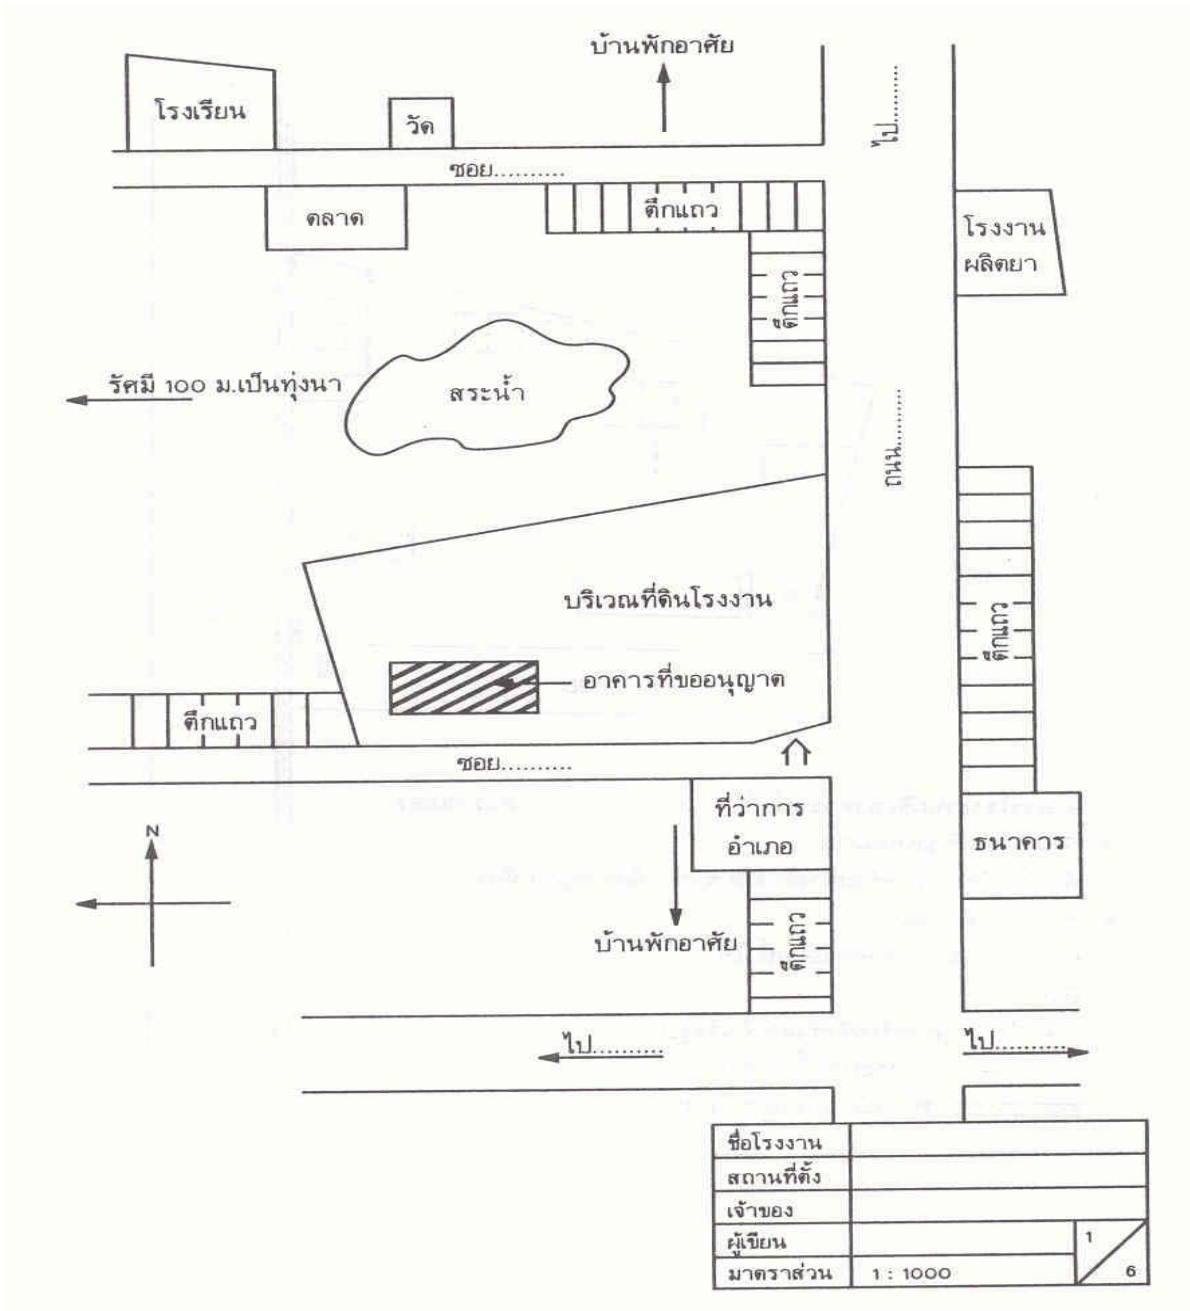 บ้านพักอาศัย
โรงเรียน
วัด
ไป..........
ซอย..........
ตลาด
ตึกแถว
โรงงาน
ผลิตยา
ตึกแถว
รัศมี 100 ม.เป็นทุ่งนา
สระน้ำ
ถนน..........
บริเวณที่ดินโรงงาน
ตึกแถว
อาคารที่ขออนุญาต
ตึกแถว
ซอย..........
ที่ว่าการ
อำเภอ
ธนาคาร
N
บ้านพักอาศัย
ตึกแถว
ไป..........
ไป..........
ชื่อโรงงาน
สถานที่ตั้ง
เจ้าของ
ผู้เขียน
1
มาตราส่วน 1 : 1000
6